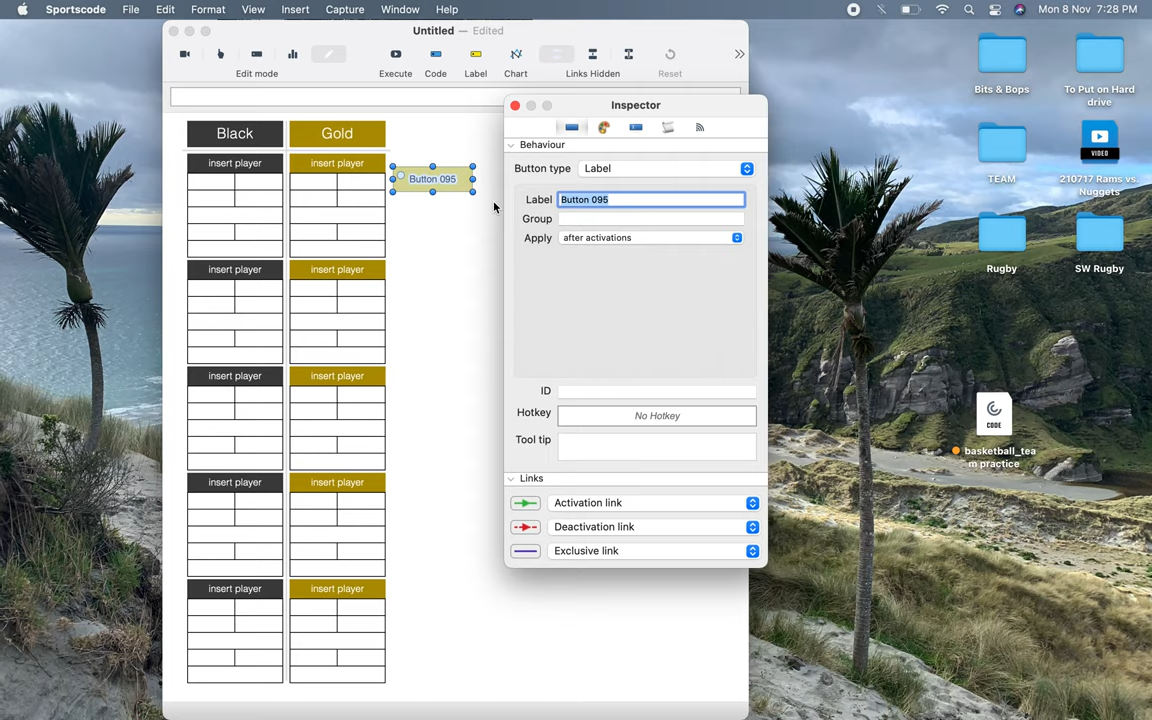 Sportscode File Edit Format View Insert Capture Window Help Mon 8 Nov 7:28 PM
Untitled — Edited
Edit mode Execute Code Label Chart Links Hidden Reset
Inspector
Behaviour
Button type Label
Label Button 095
Group
Apply after activations
ID
Hotkey No Hotkey
Tool tip
Links
Activation link
Deactivation link
Exclusive link
Black Gold
insert player insert player
Button 095
insert player insert player
insert player insert player
insert player insert player
insert player insert player
Bits & Bops
To Put on Hard
drive
TEAM
VIDEO
210717 Rams vs.
Nuggets
Rugby
SW Rugby
CODE
basketball_tea
m practice